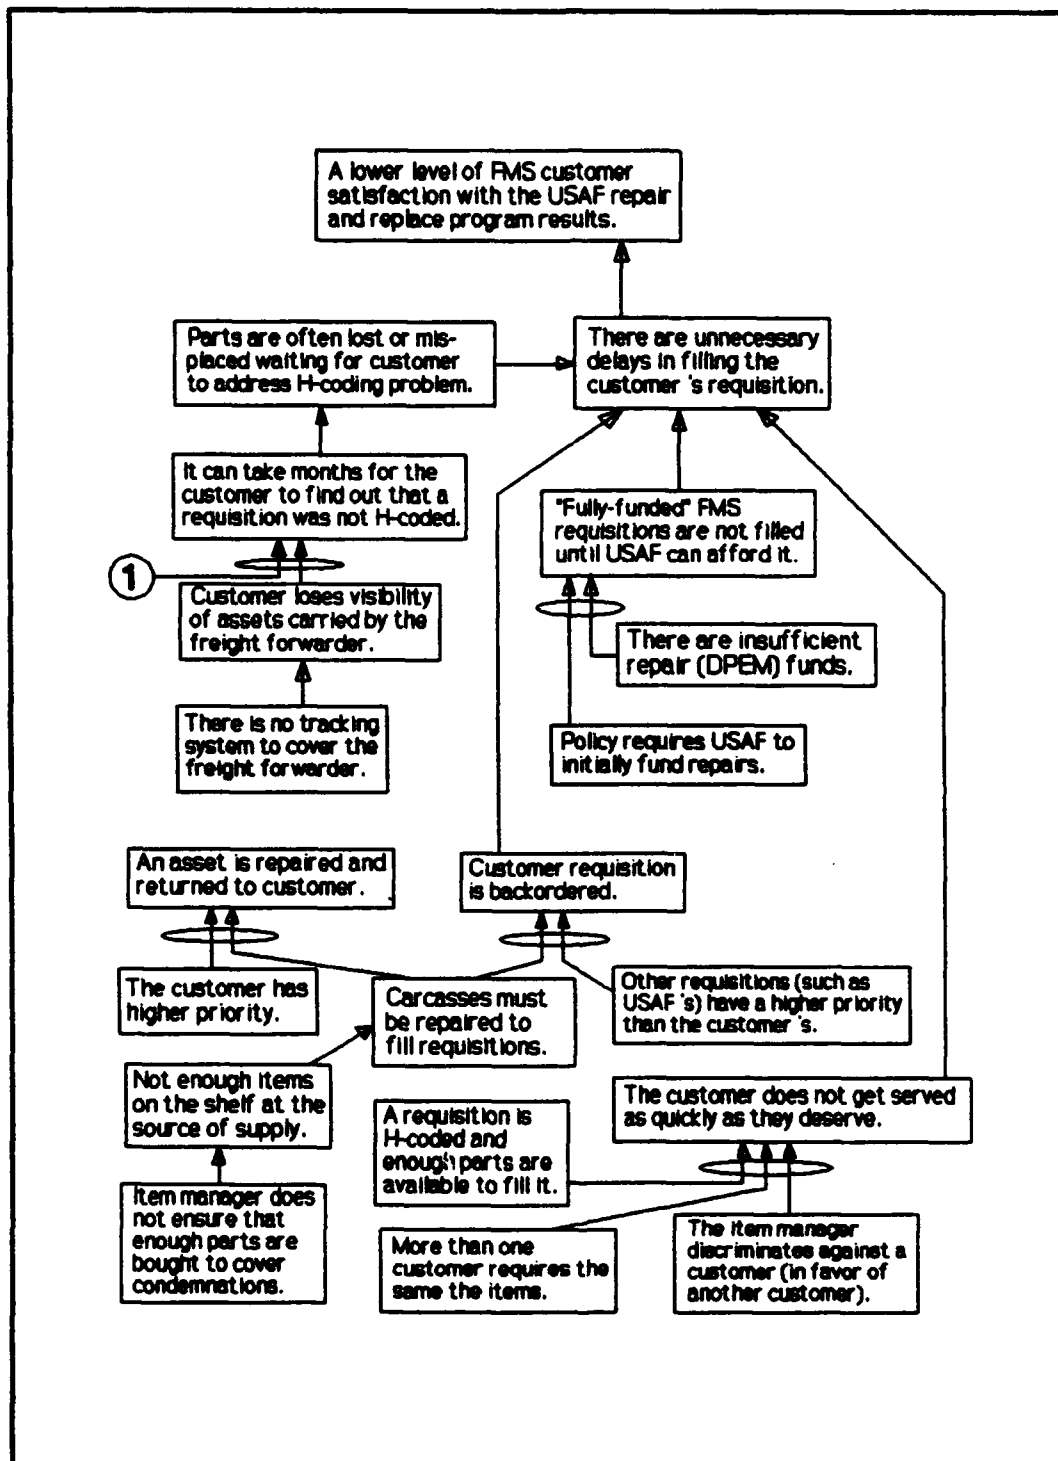 A lower level of FMS customer
satisfaction with the USAF repair
and replace program results.
Parts are often lost or mis-
placed waiting for customer
to address H-coding problem.
There are unnecessary
delays in filling the
customer 's requisition.
It can take months for the
customer to find out that a
requisition was not H-coded.
"Fully-funded" FMS
requisitions are not filled
until USAF can afford it.
1
Customer loses visibility
of assets carried by the
freight forwarder.
There are insufficient
repair (DPEM) funds.
There is no tracking
system to cover the
freight forwarder.
Policy requires USAF to
initially fund repairs.
An asset is repaired and
returned to customer.
Customer requisition
is backordered.
The customer has
higher priority.
Carcasses must
be repaired to
fill requisitions.
Other requisitions (such as
USAF 's) have a higher priority
than the customer 's.
Not enough items
on the shelf at the
source of supply.
The customer does not get served
as quickly as they deserve.
A requisition is
H-coded and
enough parts are
available to fill it.
Item manager does
not ensure that
enough parts are
bought to cover
condemnations.
More than one
customer requires the
same the items.
The item manager
discriminates against a
customer (in favor of
another customer).